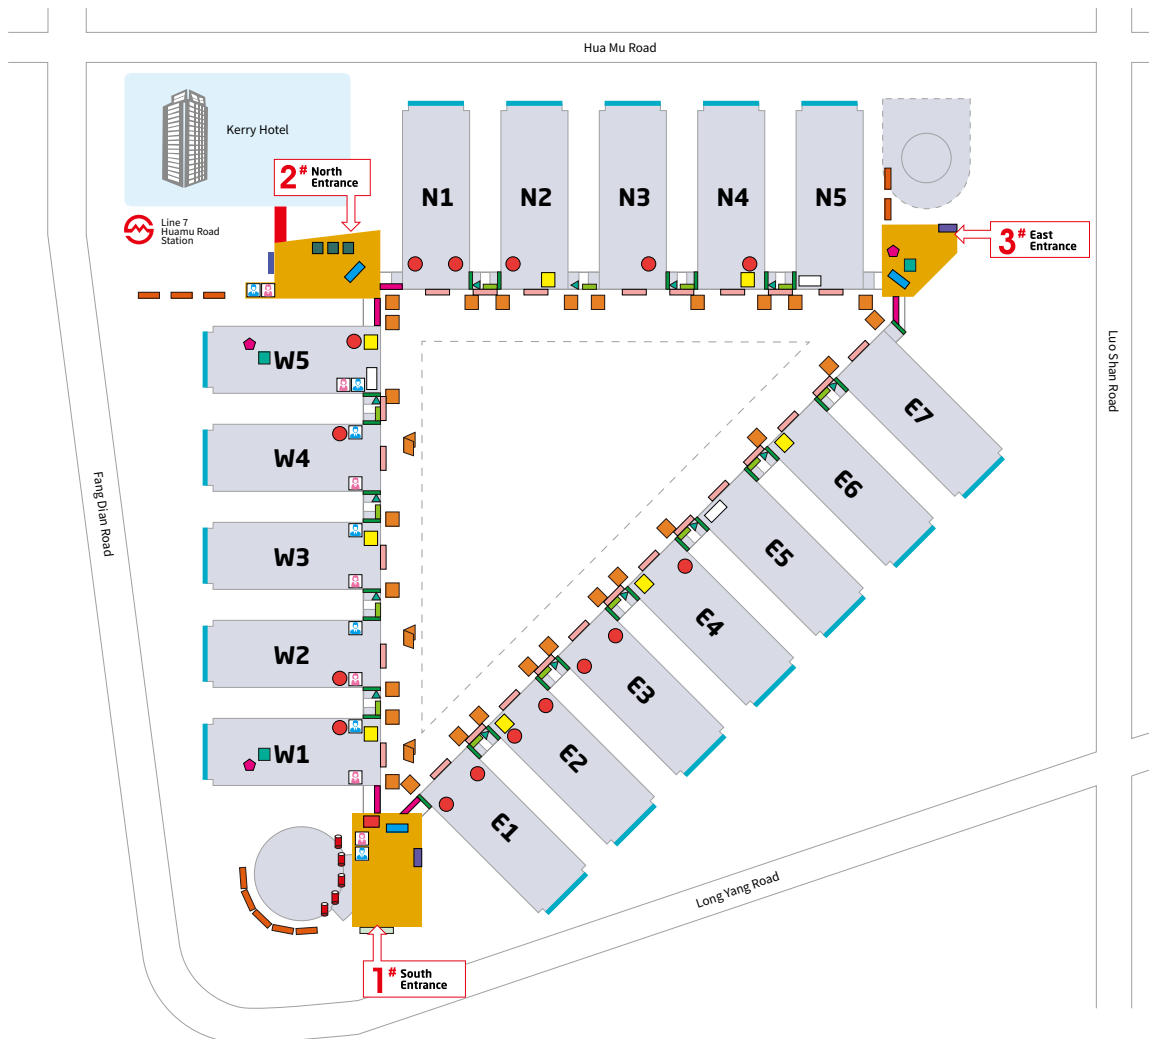 Hua Mu Road
Kerry Hotel
2# North
Entrance
Line 7
Huamu Road
Station
N1
N2
N3
N4
N5
3# East
Entrance
W5
W4
W3
W2
W1
E7
E6
E5
E4
E3
E2
E1
Fang Dian Road
Luo Shan Road
Long Yang Road
1# South
Entrance